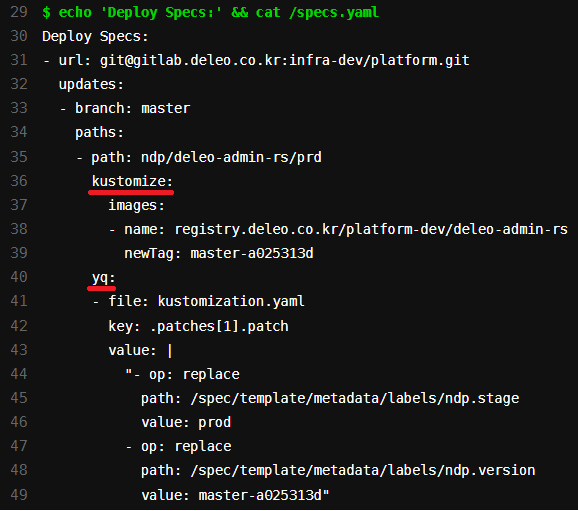 29 $ echo 'Deploy Specs:' && cat /specs.yaml
30 Deploy Specs:
31 - url: git@gitlab.deleo.co.kr:infra-dev/platform.git
32   updates:
33   - branch: master
34     paths:
35     - path: ndp/deleo-admin-rs/prd
36       kustomize:
37         images:
38         - name: registry.deleo.co.kr/platform-dev/deleo-admin-rs
39           newTag: master-a025313d
40       yq:
41       - file: kustomization.yaml
42         key: .patches[1].patch
43         value: |
44           "- op: replace
45             path: /spec/template/metadata/labels/ndp.stage
46             value: prod
47           - op: replace
48             path: /spec/template/metadata/labels/ndp.version
49             value: master-a025313d"